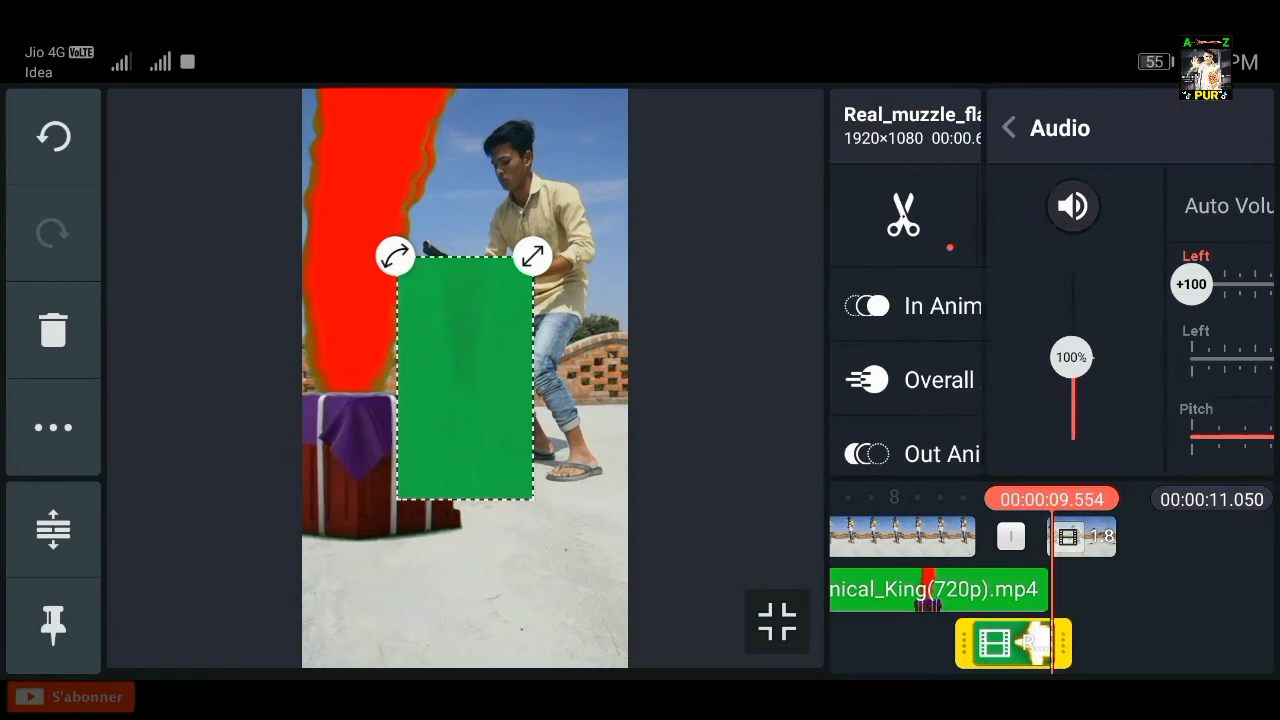 Jio 4G VoLTE
Idea
55
PM
A Z
PUR
Real_muzzle_fla
1920×1080 00:00.6
Audio
Auto Volu
Left
+100
In Anim
Left
100%
Overall
Pitch
Out Ani
8
00:00:09.554
00:00:11.050
1.8
nical_King(720p).mp4
S'abonner